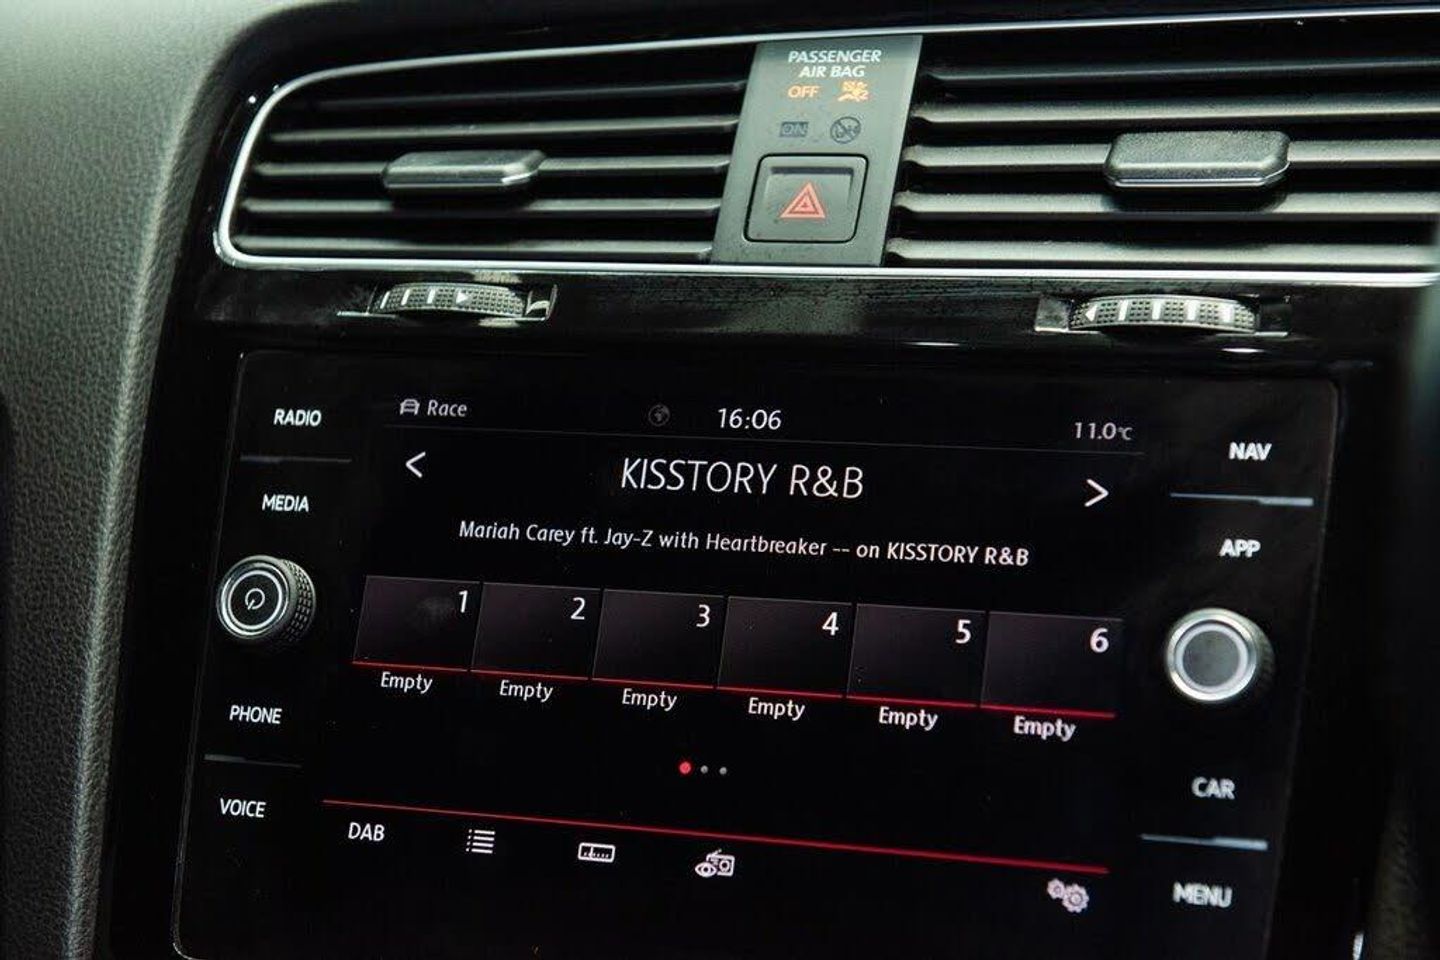 PASSENGER
AIR BAG
OFF
ON
RADIO
MEDIA
PHONE
VOICE
Race
16:06
11.0°C
KISSTORY R&B
Mariah Carey ft. Jay-Z with Heartbreaker -- on KISSTORY R&B
1 2 3 4 5 6
Empty Empty Empty Empty Empty Empty
DAB
NAV
APP
CAR
MENU